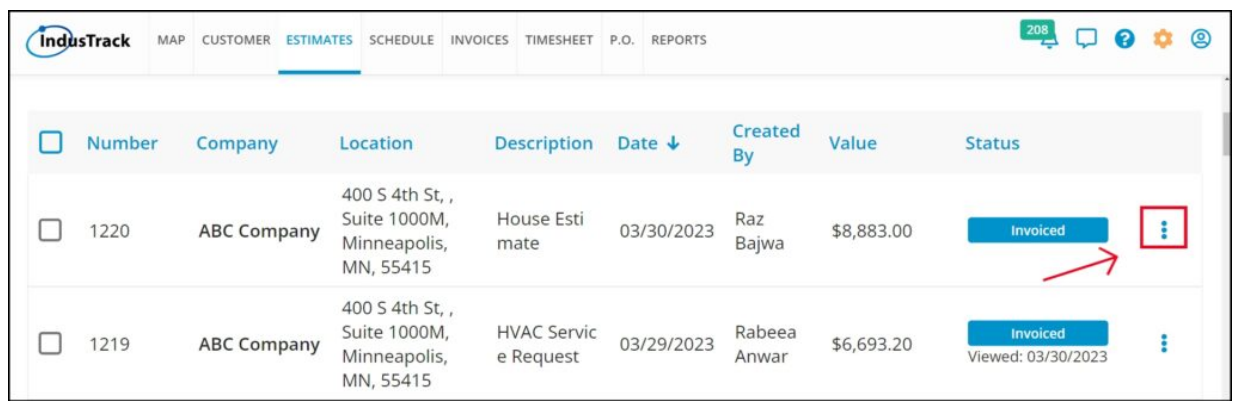 IndusTrack MAP CUSTOMER ESTIMATES SCHEDULE INVOICES TIMESHEET P.O. REPORTS 208
Number Company Location Description Date Created By Value Status
400 S 4th St, ,
Suite 1000M,
Minneapolis,
MN, 55415
1220 ABC Company House Esti
mate 03/30/2023 Raz
Bajwa $8,883.00 Invoiced
400 S 4th St, ,
Suite 1000M,
Minneapolis,
MN, 55415
1219 ABC Company HVAC Servic
e Request 03/29/2023 Rabeea
Anwar $6,693.20 Invoiced
Viewed: 03/30/2023